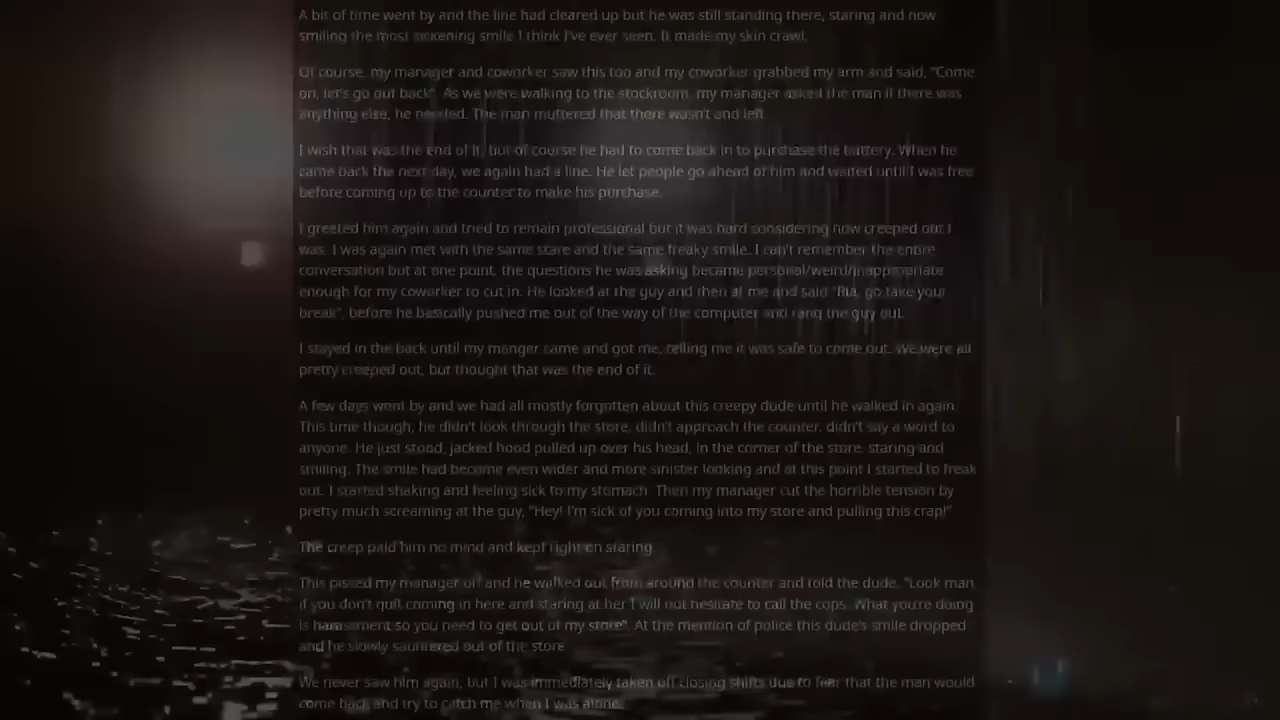 A bit of time went by and the line had cleared up but he was still standing there, staring and now
smiling the most sickening smile I think I've ever seen. It made my skin crawl.
Of course, my manager and coworker saw this too and my coworker grabbed my arm and said, "Come
on, let's go out back". As we were walking to the stockroom, my manager asked the man if there was
anything else, he needed. The man muttered that there wasn't and left.
I wish that was the end of it, but of course he had to come back in to purchase the battery. When he
came back the next day, we again had a line. He let people go ahead of him and waited until I was free
before coming up to the counter to make his purchase.
I greeted him again and tried to remain professional but it was hard considering how creeped out I
was. I was again met with the same stare and the same freaky smile. I can't remember the entire
conversation but at one point, the questions he was asking became personal/weird/inappropriate
enough for my coworker to cut in. He looked at the guy and then at me and said "Ria, go take your
break", before he basically pushed me out of the way of the computer and rang the guy out.
I stayed in the back until my manger came and got me, telling me it was safe to come out. We were all
pretty creeped out, but thought that was the end of it.
A few days went by and we had all mostly forgotten about this creepy dude until he walked in again.
This time though, he didn't look through the store, didn't approach the counter, didn't say a word to
anyone. He just stood, jacked hood pulled up over his head, in the corner of the store, staring and
smiling. The smile had become even wider and more sinister looking and at this point I started to freak
out. I started shaking and feeling sick to my stomach. Then my manager cut the horrible tension by
pretty much screaming at the guy, "Hey! I'm sick of you coming into my store and pulling this crap!"
The creep paid him no mind and kept right on staring.
This pissed my manager off and he walked out from around the counter and told the dude, "Look man,
if you don't quit coming in here and staring at her I will not hesitate to call the cops. What you're doing
is harassment so you need to get out of my store". At the mention of police this dude's smile dropped
and he slowly sauntered out of the store.
We never saw him again, but I was immediately taken off closing shifts due to fear that the man would
come back and try to catch me when I was alone.